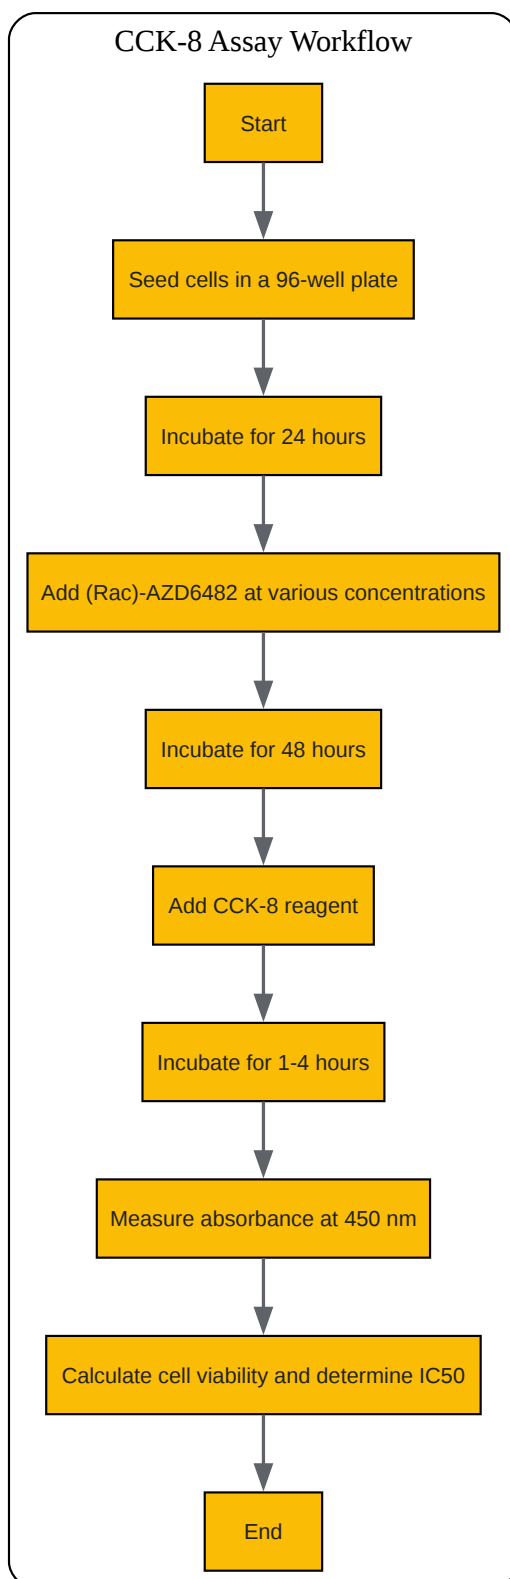 CCK-8 Assay Workflow
Start
Seed cells in a 96-well plate
Incubate for 24 hours
Add (Rac)-AZD6482 at various concentrations
Incubate for 48 hours
Add CCK-8 reagent
Incubate for 1-4 hours
Measure absorbance at 450 nm
Calculate cell viability and determine IC50
End